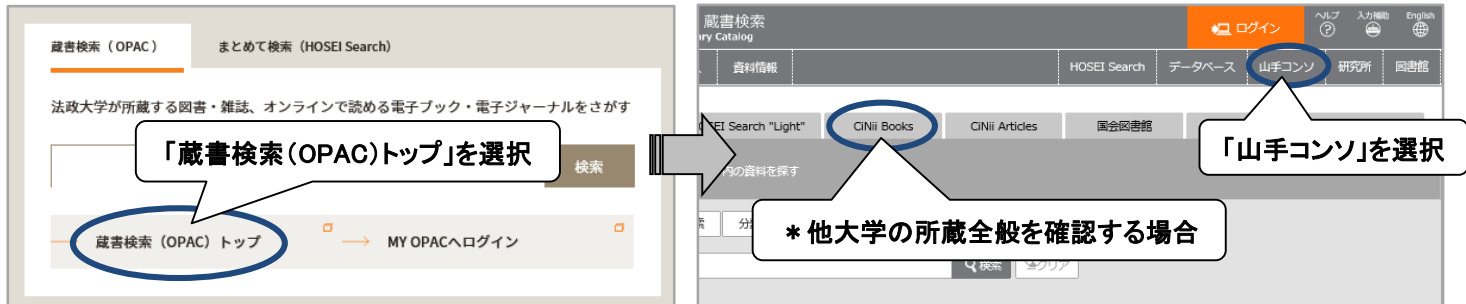 蔵書検索（OPAC）
まとめて検索（HOSEI Search）
法政大学が所蔵する図書・雑誌、オンラインで読める電子ブック・電子ジャーナルをさがす
「蔵書検索（OPAC）トップ」を選択
検索
蔵書検索（OPAC）トップ
MY OPACへログイン
蔵書検索
ry Catalog
ログイン
ヘルプ
入力補助
English
資料情報
HOSEI Search
データベース
山手コンソ
研究所
図書館
SEI Search "Light"
CiNii Books
CiNii Articles
国会図書館
「山手コンソ」を選択
内の資料を探す
＊他大学の所蔵全般を確認する場合
検索
クリア